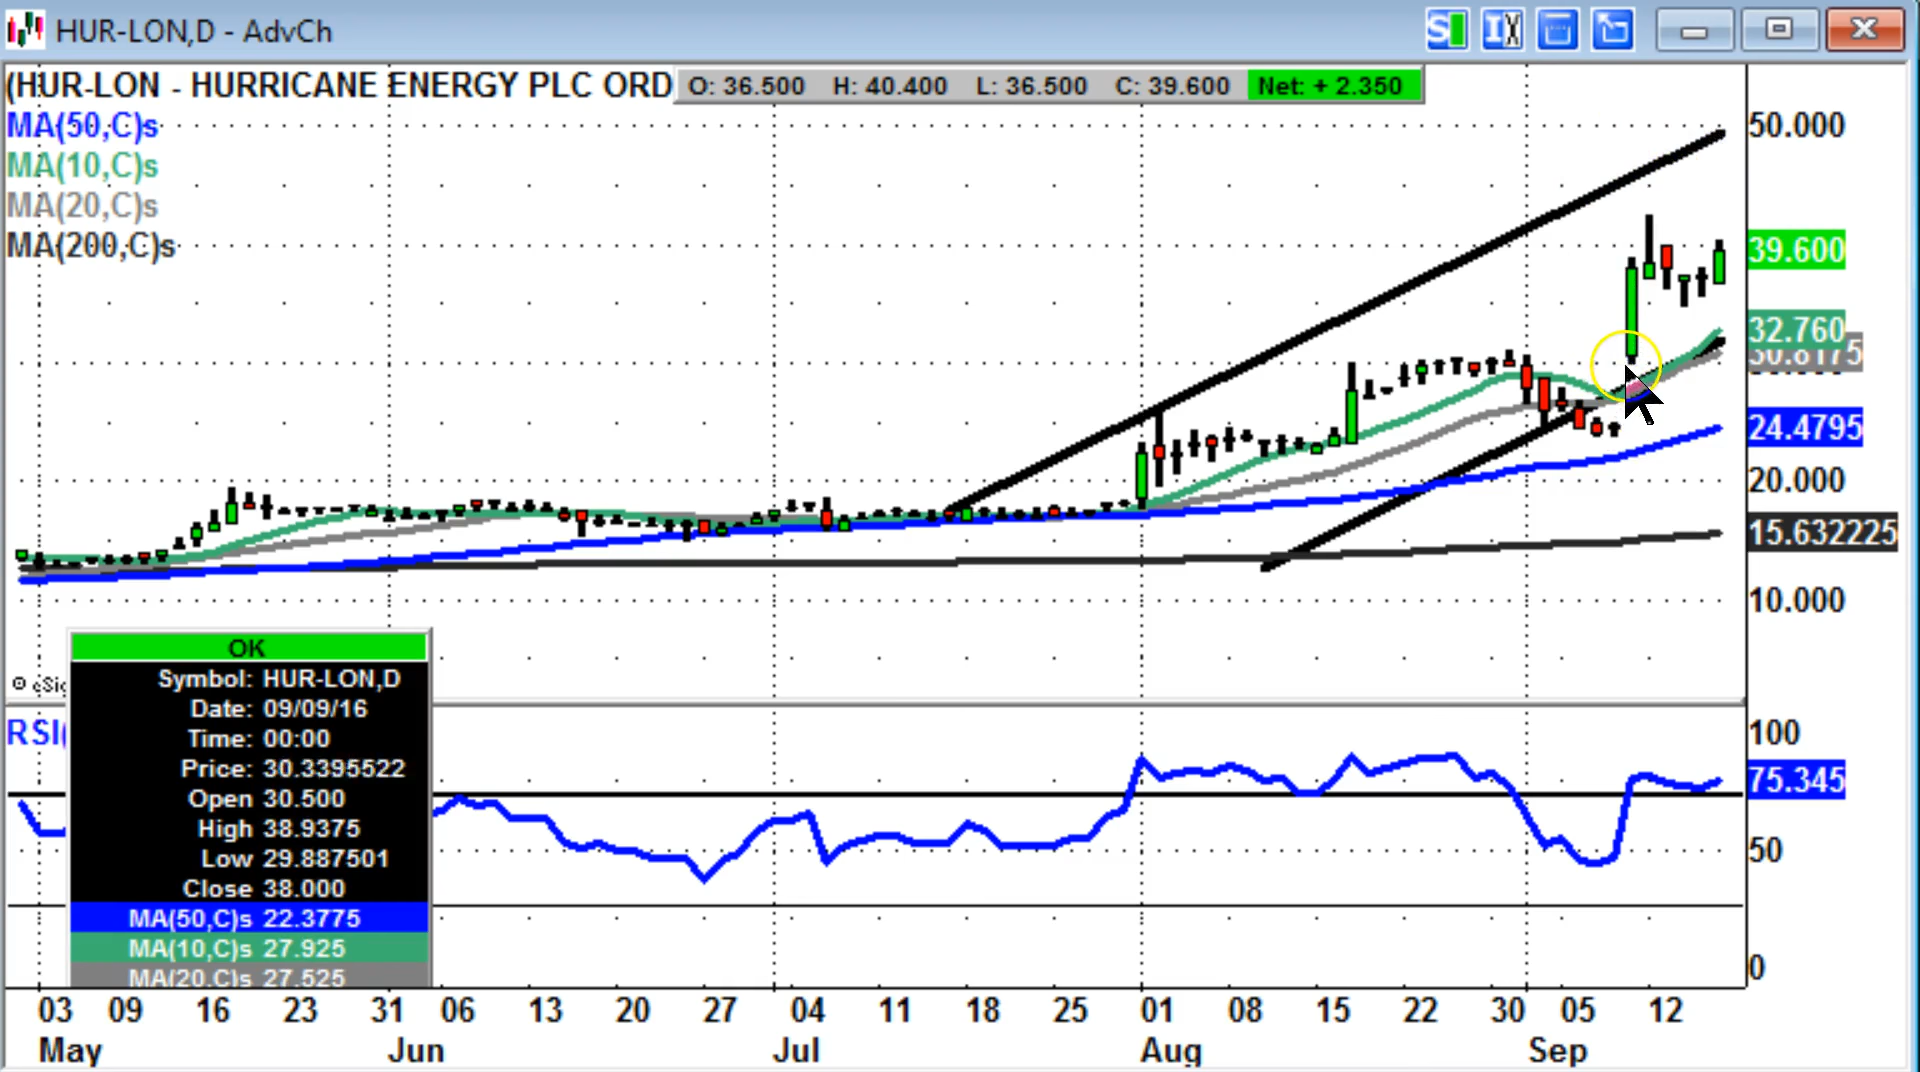 HUR-LON,D - AdvCh
(HUR-LON - HURRICANE ENERGY PLC ORD
O: 36.500 H: 40.400 L: 36.500 C: 39.600 Net: + 2.350
MA(50,C)s
MA(10,C)s
MA(20,C)s
MA(200,C)s
50.000
39.600
32.760
30.8175
24.4795
20.000
15.632225
10.000
OK
Symbol: HUR-LON,D
Date: 09/09/16
Time: 00:00
Price: 30.3395522
Open 30.500
High 38.9375
Low 29.887501
Close 38.000
MA(50,C)s 22.3775
MA(10,C)s 27.925
MA(20,C)s 27.525
RSI(
100
75.345
50
0
03 09 16 23 31 06 13 20 27 04 11 18 25 01 08 15 22 30 05 12
May Jun Jul Aug Sep